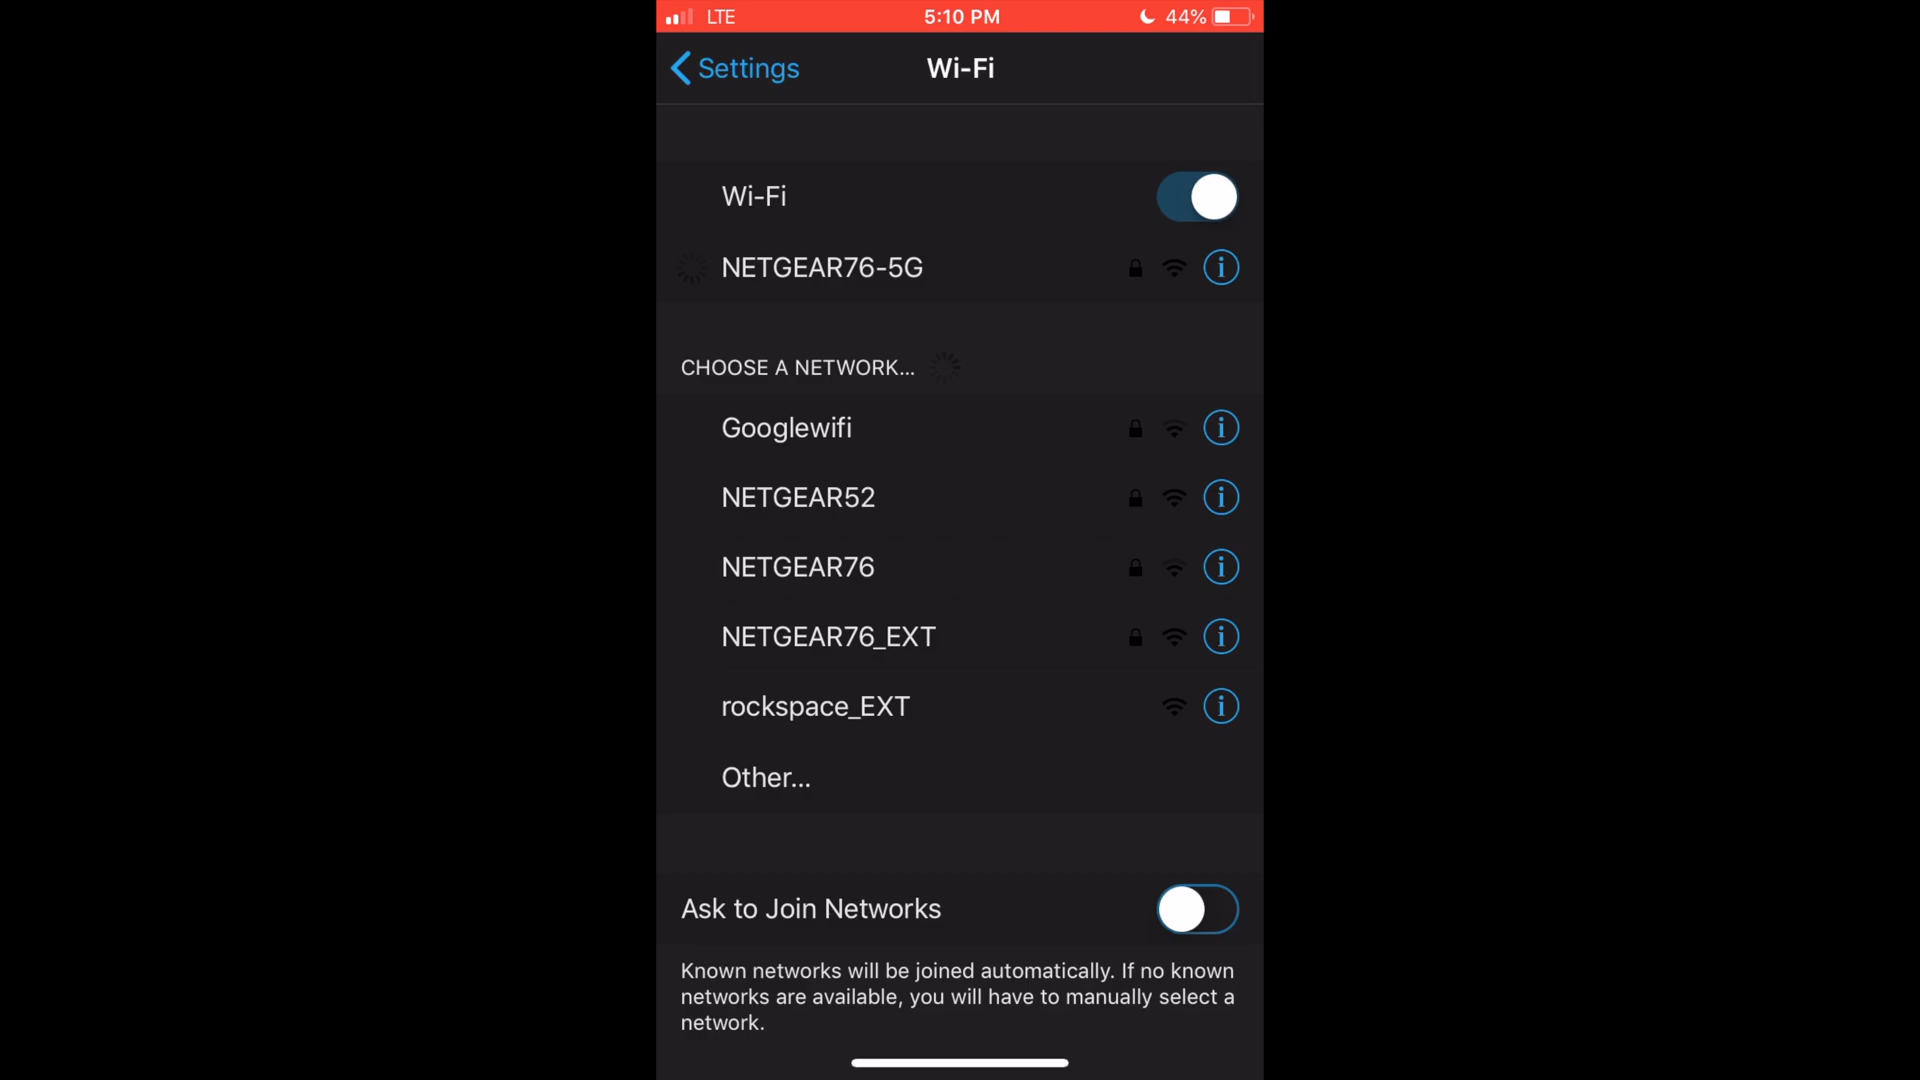 LTE 5:10 PM 44%
Settings Wi-Fi
Wi-Fi
NETGEAR76-5G
CHOOSE A NETWORK...
Googlewifi
NETGEAR52
NETGEAR76
NETGEAR76_EXT
rockspace_EXT
Other...
Ask to Join Networks
Known networks will be joined automatically. If no known
networks are available, you will have to manually select a
network.